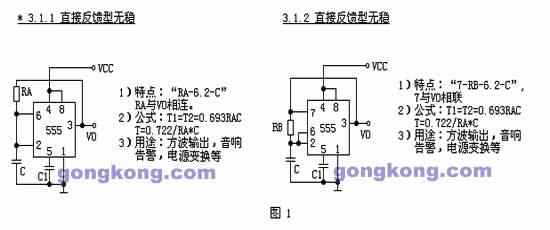 * 3.1.1 直接反馈型无稳
VCC
RA
4 8
6
2
555
3
VO
5 1
C
C1
1）特点：“RA-6.2-C”
RA与VO相连。
2）公式：T1=T2=0.693RAC
T=0.722/RA*C
3）用途：方波输出，音响
告警，电源变换等
gongkong.com
3.1.2 直接反馈型无稳
VCC
RB
4 8
7
6
2
555
3
VO
5 1
C
C1
1）特点：“7-RB-6.2-C”，
7与VO相联
2）公式：T1=T2=0.693RAC
T=0.722/RA*C
3）用途：方波输出，音响
告警，电源变换等
gongkong.com
图 1